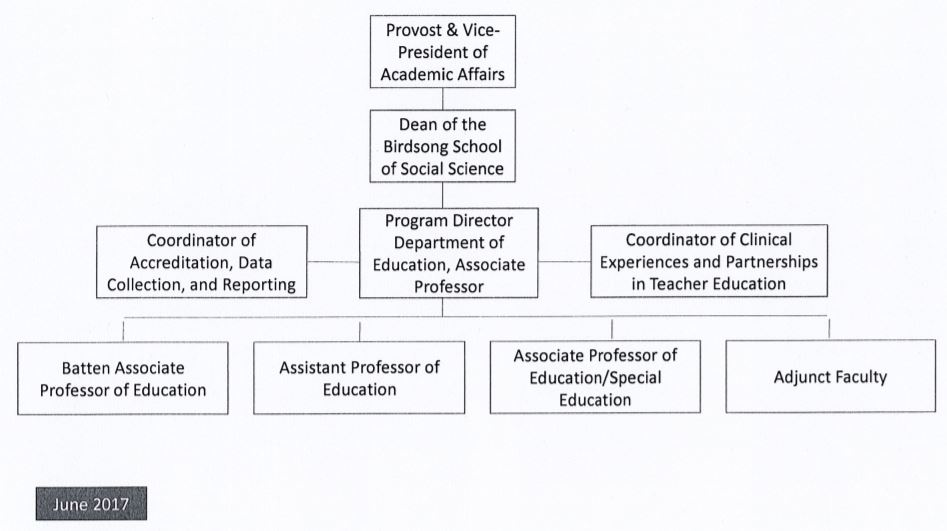 Provost & Vice-
President of
Academic Affairs
Dean of the
Birdsong School
of Social Science
Program Director
Department of
Education, Associate
Professor
Coordinator of
Accreditation, Data
Collection, and Reporting
Coordinator of Clinical
Experiences and Partnerships
in Teacher Education
Batten Associate
Professor of Education
Assistant Professor of
Education
Associate Professor of
Education/Special
Education
Adjunct Faculty
June 2017